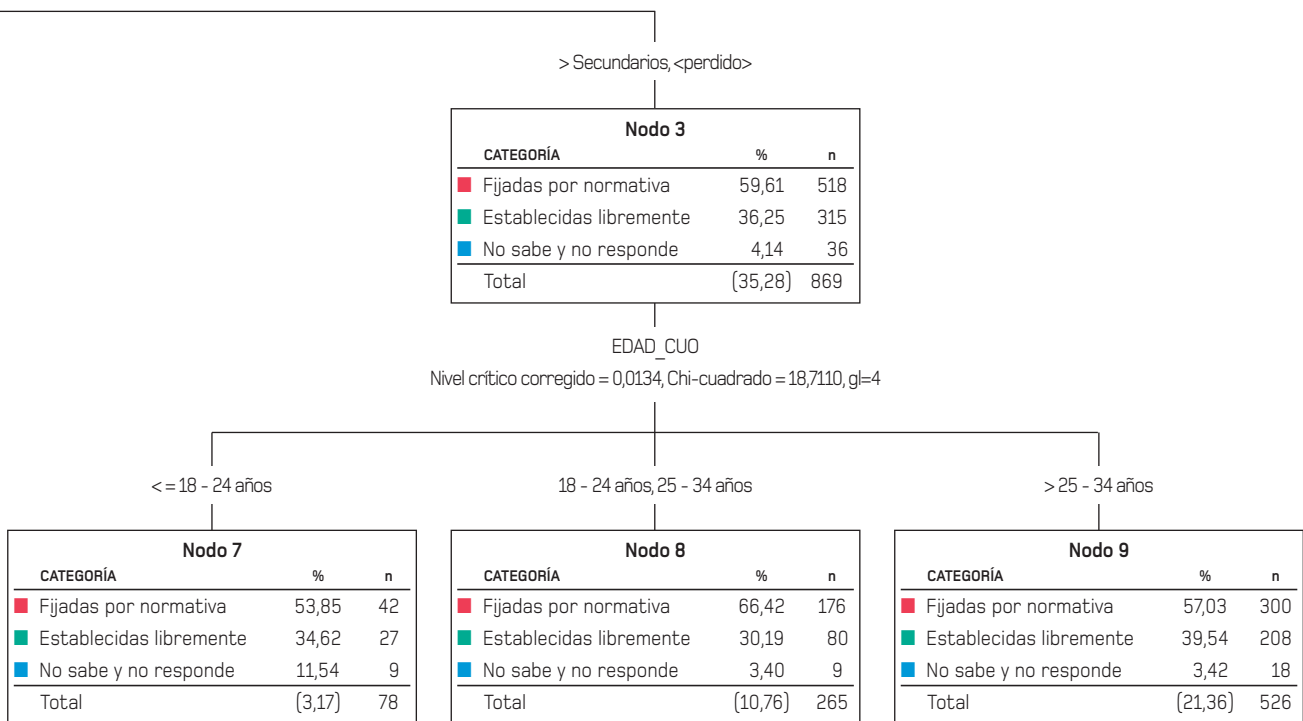 > Secundarios, <perdido>
Nodo 3
CATEGORÍA % n
Fijadas por normativa 59,61 518
Establecidas libremente 36,25 315
No sabe y no responde 4,14 36
Total (35,28) 869
EDAD_CUO
Nivel crítico corregido = 0,0134, Chi-cuadrado = 18,7110, gl=4
< = 18 - 24 años
18 - 24 años, 25 - 34 años
> 25 - 34 años
Nodo 7
CATEGORÍA % n
Fijadas por normativa 53,85 42
Establecidas libremente 34,62 27
No sabe y no responde 11,54 9
Total (3,17) 78
Nodo 8
CATEGORÍA % n
Fijadas por normativa 66,42 176
Establecidas libremente 30,19 80
No sabe y no responde 3,40 9
Total (10,76) 265
Nodo 9
CATEGORÍA % n
Fijadas por normativa 57,03 300
Establecidas libremente 39,54 208
No sabe y no responde 3,42 18
Total (21,36) 526